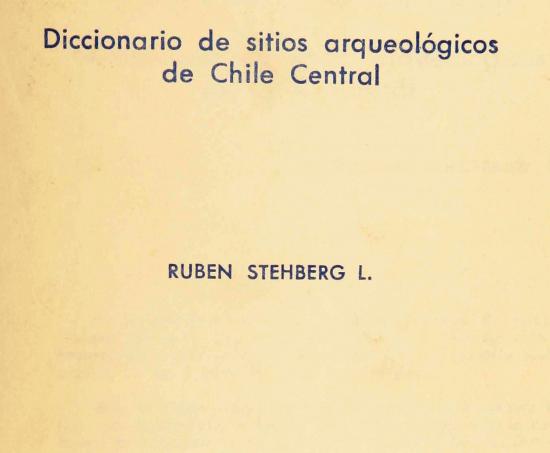 Diccionario de sitios arqueológicos
de Chile Central
RUBEN STEHBERG L.